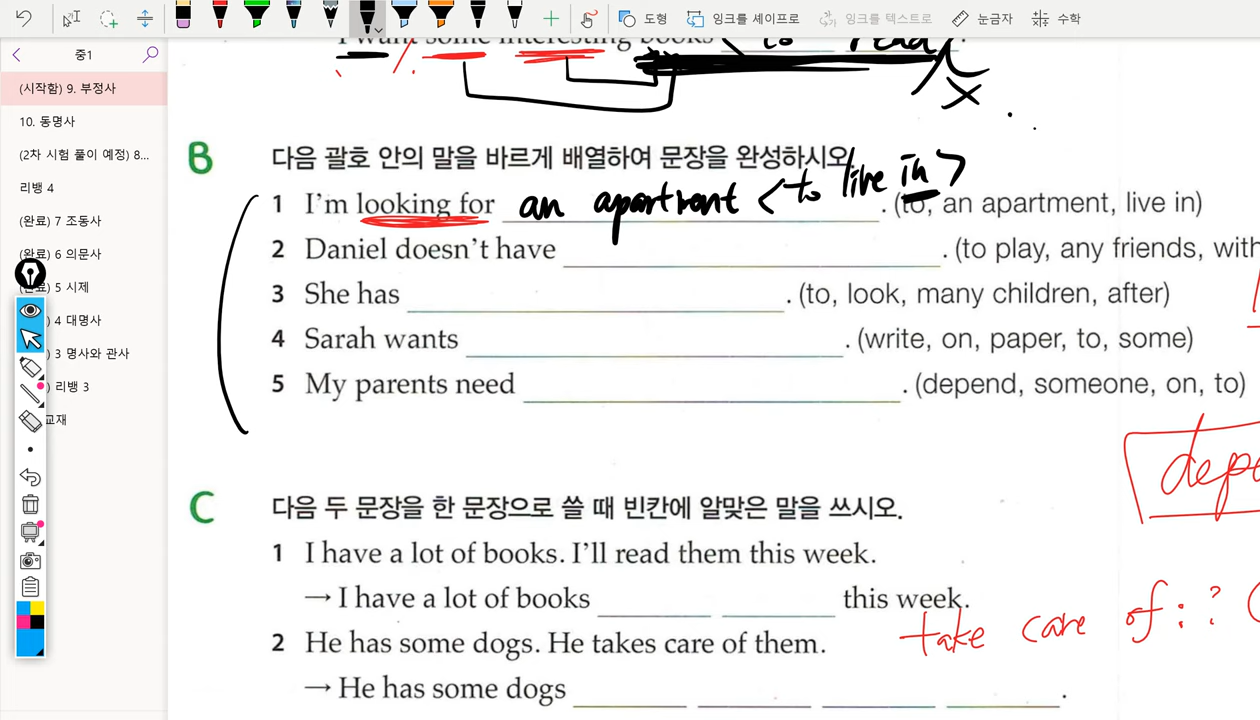 도형 잉크를 셰이프로 잉크를 텍스트로 눈금자 수학
중1
(시작함) 9. 부정사
10. 동명사
(2차 시험 풀이 예정) 8...
리뱅 4
(완료) 7 조동사
(완료) 6 의문사
) 5 시제
) 4 대명사
) 3 명사와 관사
) 리뱅 3
교재
I want some interesting books < to read
X
B 다음 괄호 안의 말을 바르게 배열하여 문장을 완성하시오.
1 I'm looking for an apartment < to live in > . (to, an apartment, live in)
2 Daniel doesn't have . (to play, any friends, with
3 She has . (to, look, many children, after)
4 Sarah wants . (write, on, paper, to, some)
5 My parents need . (depend, someone, on, to)
C 다음 두 문장을 한 문장으로 쓸 때 빈칸에 알맞은 말을 쓰시오.
1 I have a lot of books. I'll read them this week.
→ I have a lot of books this week.
take care of : ? (
2 He has some dogs. He takes care of them.
→ He has some dogs .